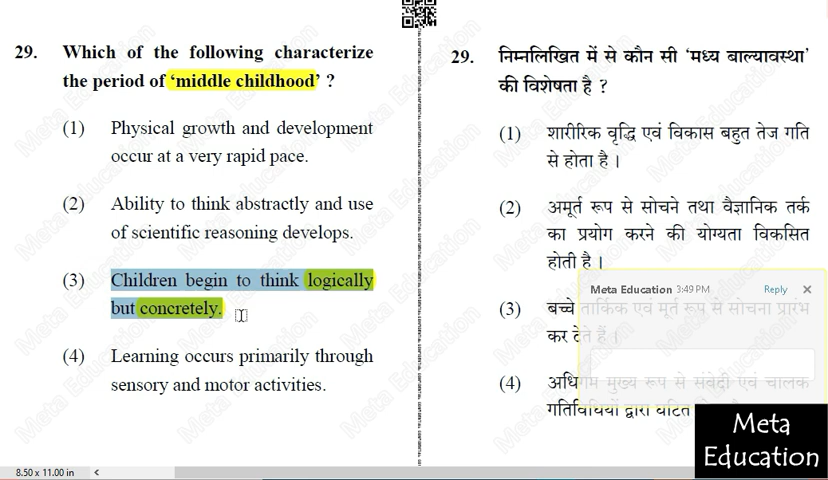 29. Which of the following characterize
the period of ‘middle childhood’ ?
(1) Physical growth and development
occur at a very rapid pace.
(2) Ability to think abstractly and use
of scientific reasoning develops.
(3) Children begin to think logically
but concretely.
(4) Learning occurs primarily through
sensory and motor activities.
29. निम्नलिखित में से कौन सी ‘मध्य बाल्यावस्था’
की विशेषता है ?
(1) शारीरिक वृद्धि एवं विकास बहुत तेज गति
से होता है ।
(2) अमूर्त रूप से सोचने तथा वैज्ञानिक तर्क
का प्रयोग करने की योग्यता विकसित
होती है ।
Meta Education 3:49 PM Reply
(3) बच्चे तार्किक एवं मूर्त रूप से सोचना प्रारंभ
कर देते हैं ।
(4) अधिगम मुख्य रूप से संवेदी एवं चालक
गतिविधियों द्वारा घटित
Meta
Education
8.50 x 11.00 in